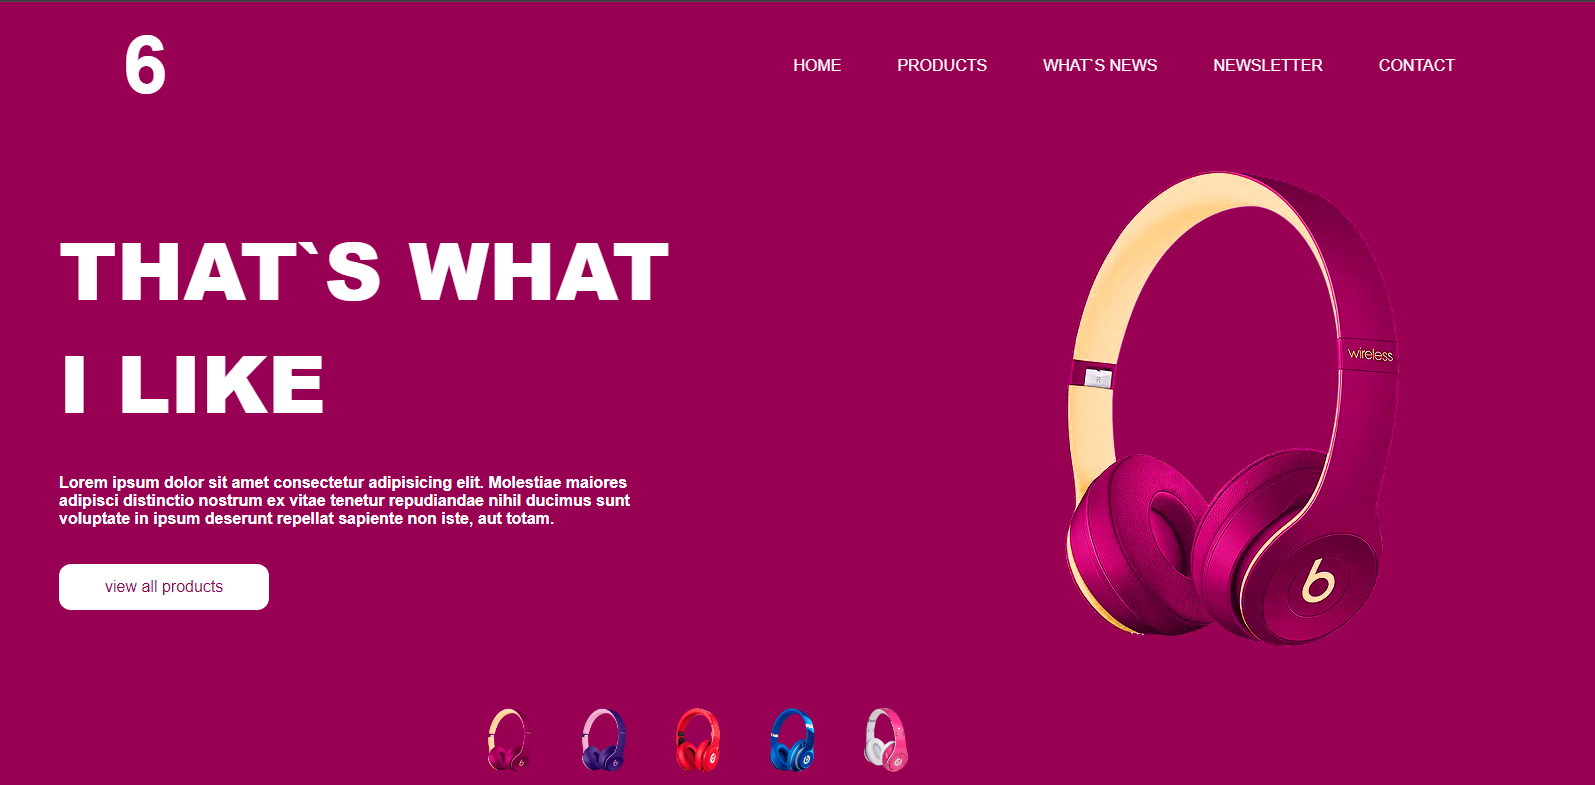 6
HOME PRODUCTS WHAT`S NEWS NEWSLETTER CONTACT
THAT`S WHAT
I LIKE
Lorem ipsum dolor sit amet consectetur adipisicing elit. Molestiae maiores
adipisci distinctio nostrum ex vitae tenetur repudiandae nihil ducimus sunt
voluptate in ipsum deserunt repellat sapiente non iste, aut totam.
view all products
wireless
R
b